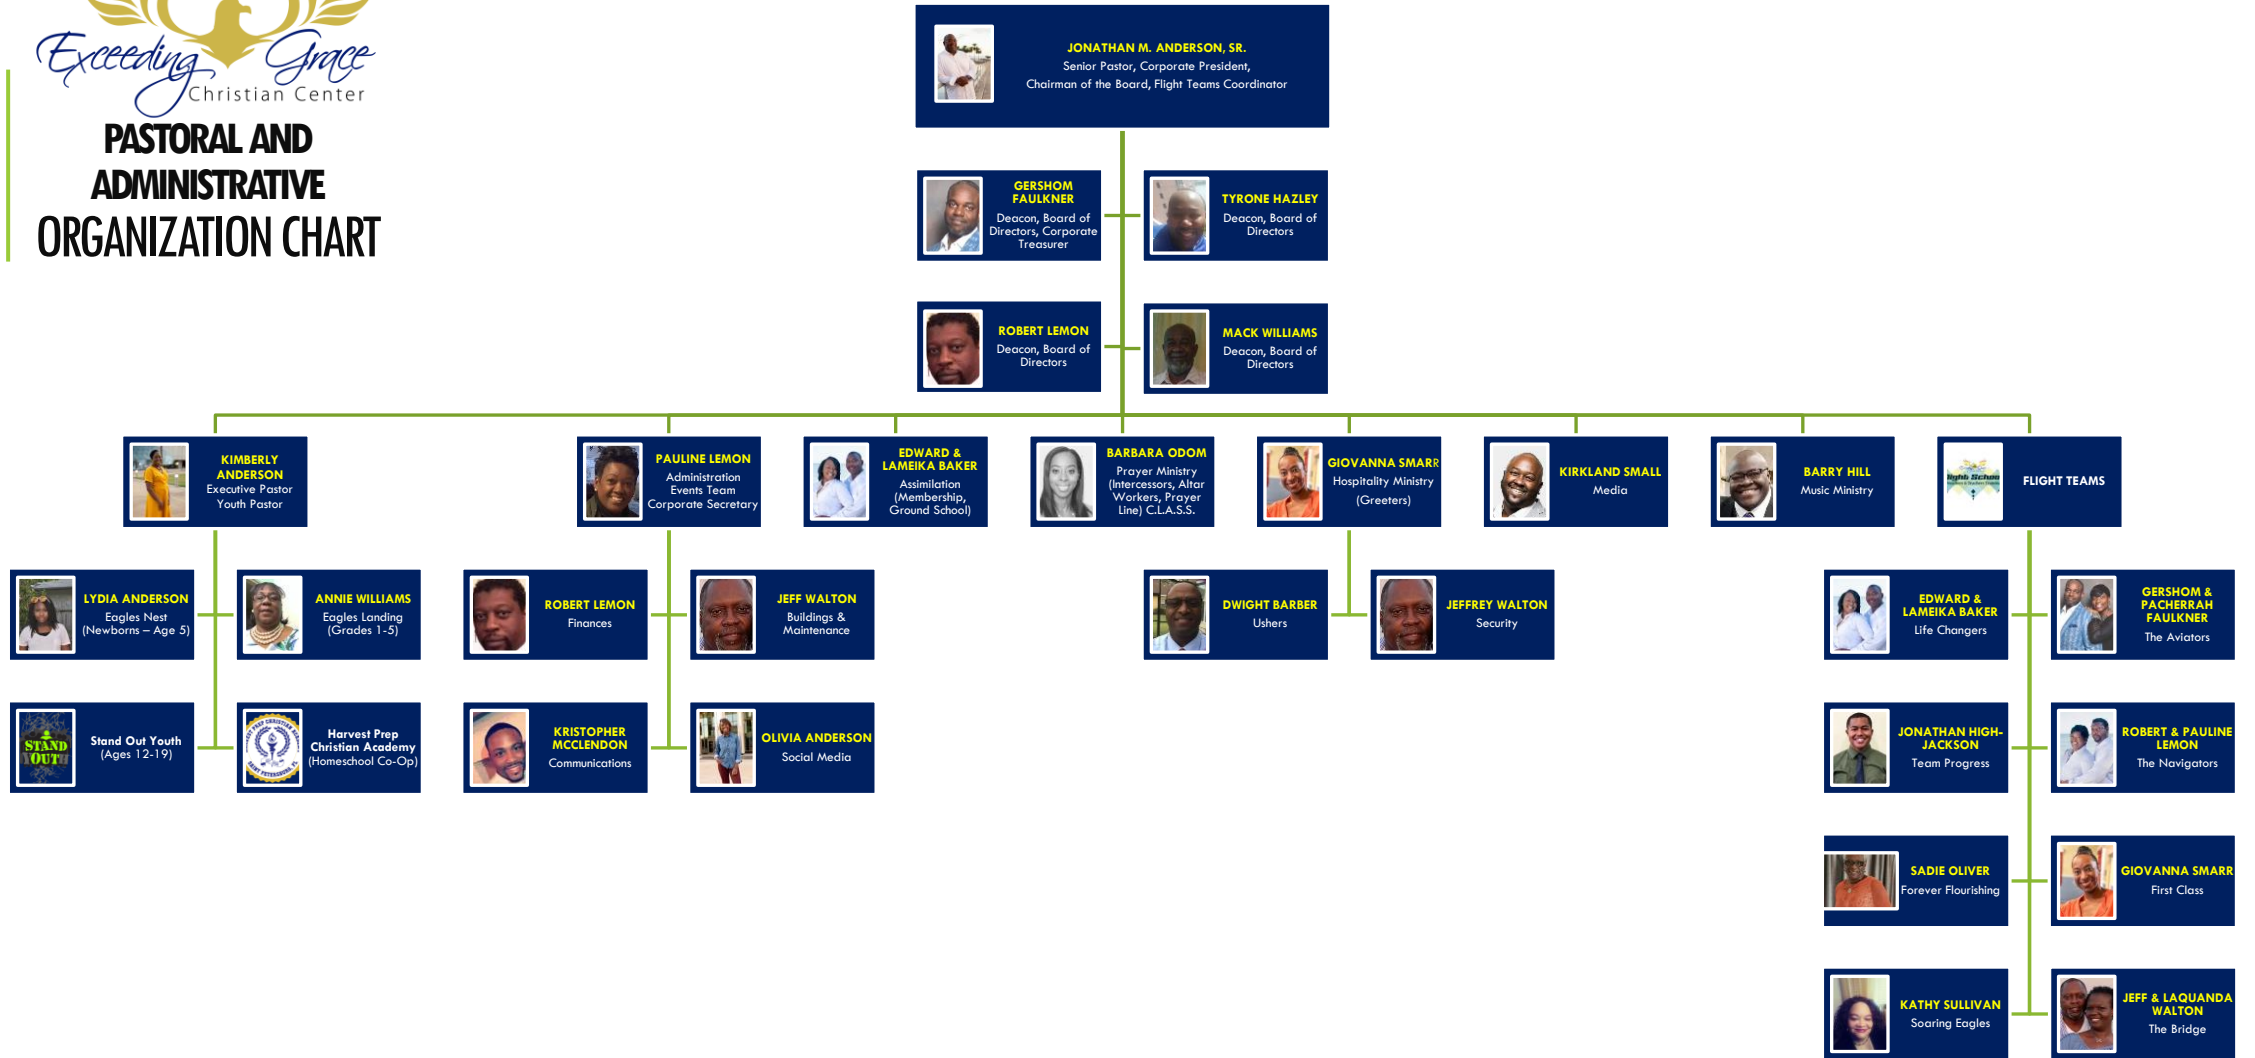 Exceeding Grace
Christian Center
PASTORAL AND
ADMINISTRATIVE
ORGANIZATION CHART
JONATHAN M. ANDERSON, SR.
Senior Pastor, Corporate President,
Chairman of the Board, Flight Teams Coordinator
GERSHOM
FAULKNER
Deacon, Board of
Directors, Corporate
Treasurer
TYRONE HAZLEY
Deacon, Board of
Directors
ROBERT LEMON
Deacon, Board of
Directors
MACK WILLIAMS
Deacon, Board of
Directors
KIMBERLY
ANDERSON
Executive Pastor
Youth Pastor
PAULINE LEMON
Administration
Events Team
Corporate Secretary
EDWARD &
LAMEIKA BAKER
Assimilation
(Membership,
Ground School)
BARBARA ODOM
Prayer Ministry
(Intercessors, Altar
Workers, Prayer
Line) C.L.A.S.S.
GIOVANNA SMARR
Hospitality Ministry
(Greeters)
KIRKLAND SMALL
Media
BARRY HILL
Music Ministry
FLIGHT TEAMS
LYDIA ANDERSON
Eagles Nest
(Newborns – Age 5)
ANNIE WILLIAMS
Eagles Landing
(Grades 1-5)
ROBERT LEMON
Finances
JEFF WALTON
Buildings &
Maintenance
DWIGHT BARBER
Ushers
JEFFREY WALTON
Security
EDWARD &
LAMEIKA BAKER
Life Changers
GERSHOM &
PACHERRAH
FAULKNER
The Aviators
STAND
OUT
Stand Out Youth
(Ages 12-19)
Harvest Prep
Christian Academy
(Homeschool Co-Op)
KRISTOPHER
MCCLENDON
Communications
OLIVIA ANDERSON
Social Media
JONATHAN HIGH-
JACKSON
Team Progress
ROBERT & PAULINE
LEMON
The Navigators
SADIE OLIVER
Forever Flourishing
GIOVANNA SMARR
First Class
KATHY SULLIVAN
Soaring Eagles
JEFF & LAQUANDA
WALTON
The Bridge